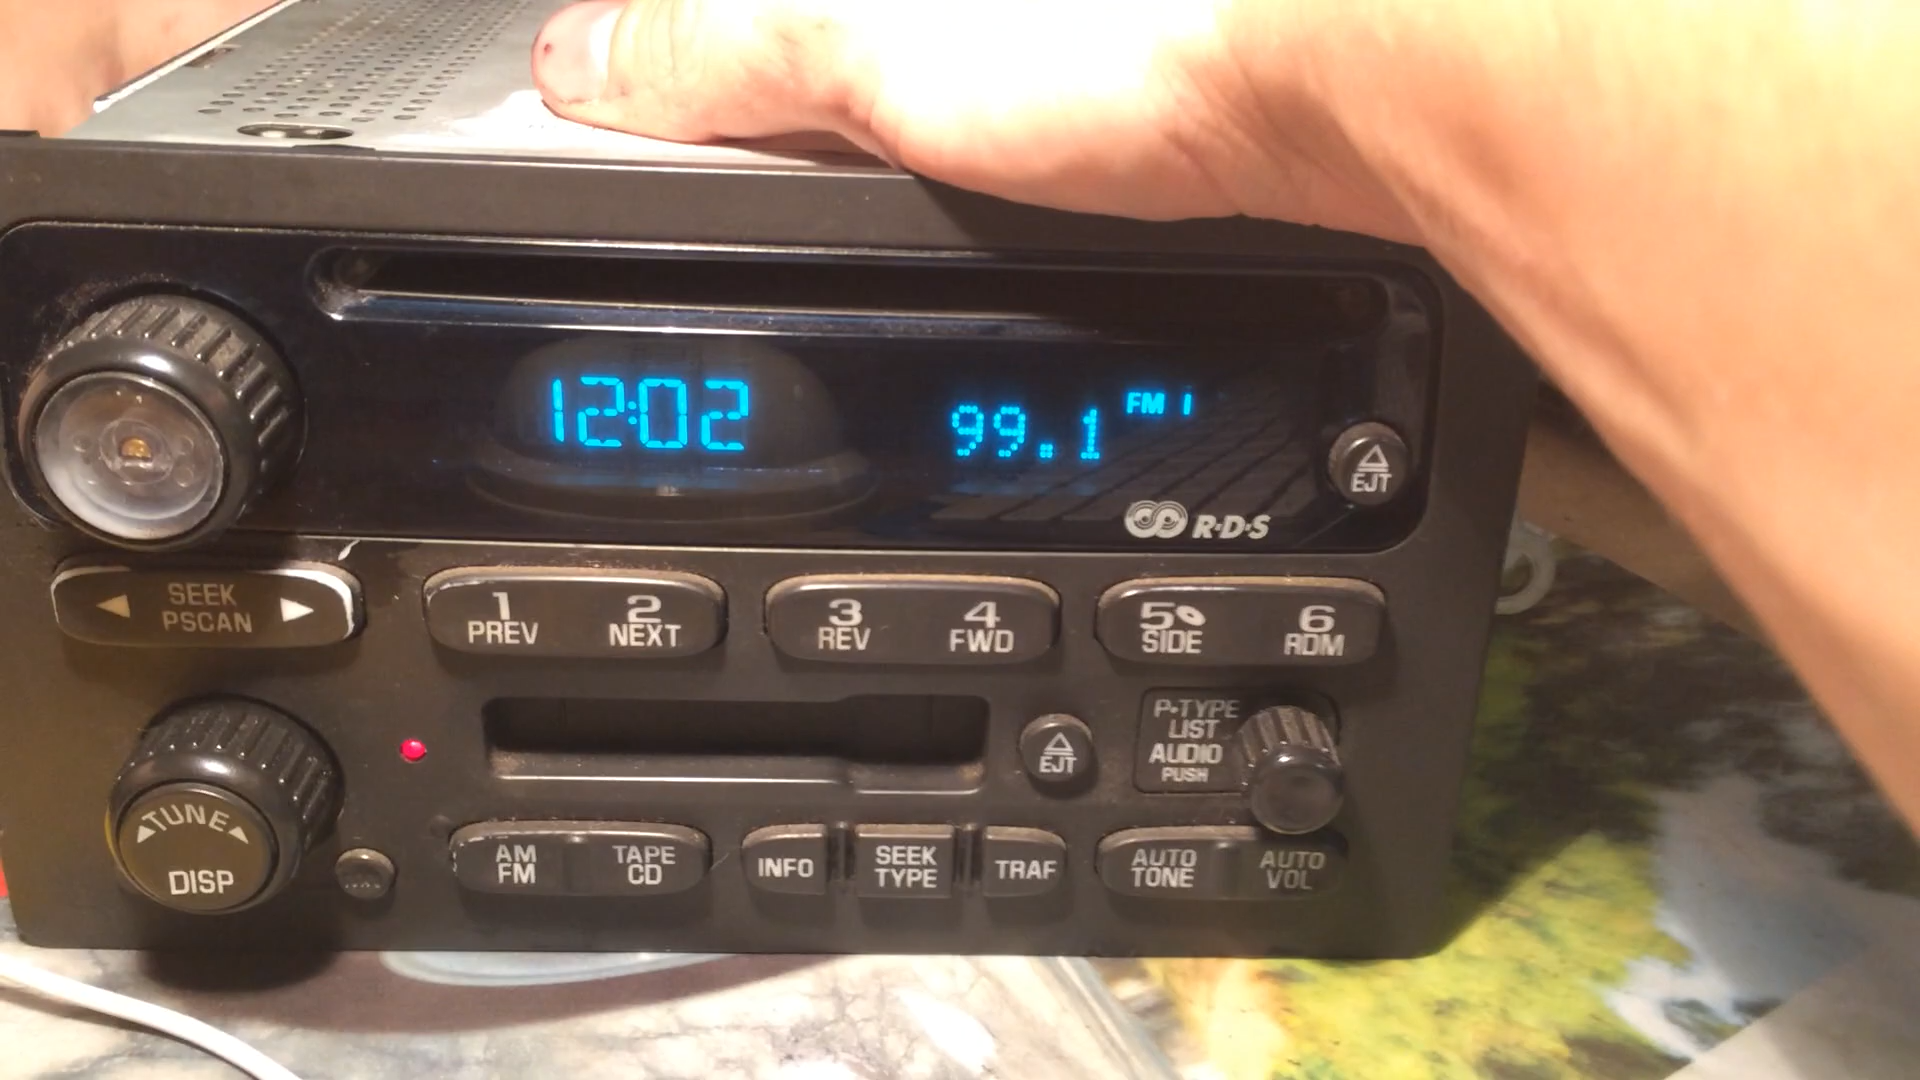 12:02
99.1
FM 1
EJT
R·D·S
SEEK
PSCAN
1
PREV
2
NEXT
3
REV
4
FWD
5
SIDE
6
RDM
P•TYPE
LIST
AUDIO
PUSH
EJT
TUNE
DISP
AM
FM
TAPE
CD
INFO
SEEK
TYPE
TRAF
AUTO
TONE
AUTO
VOL